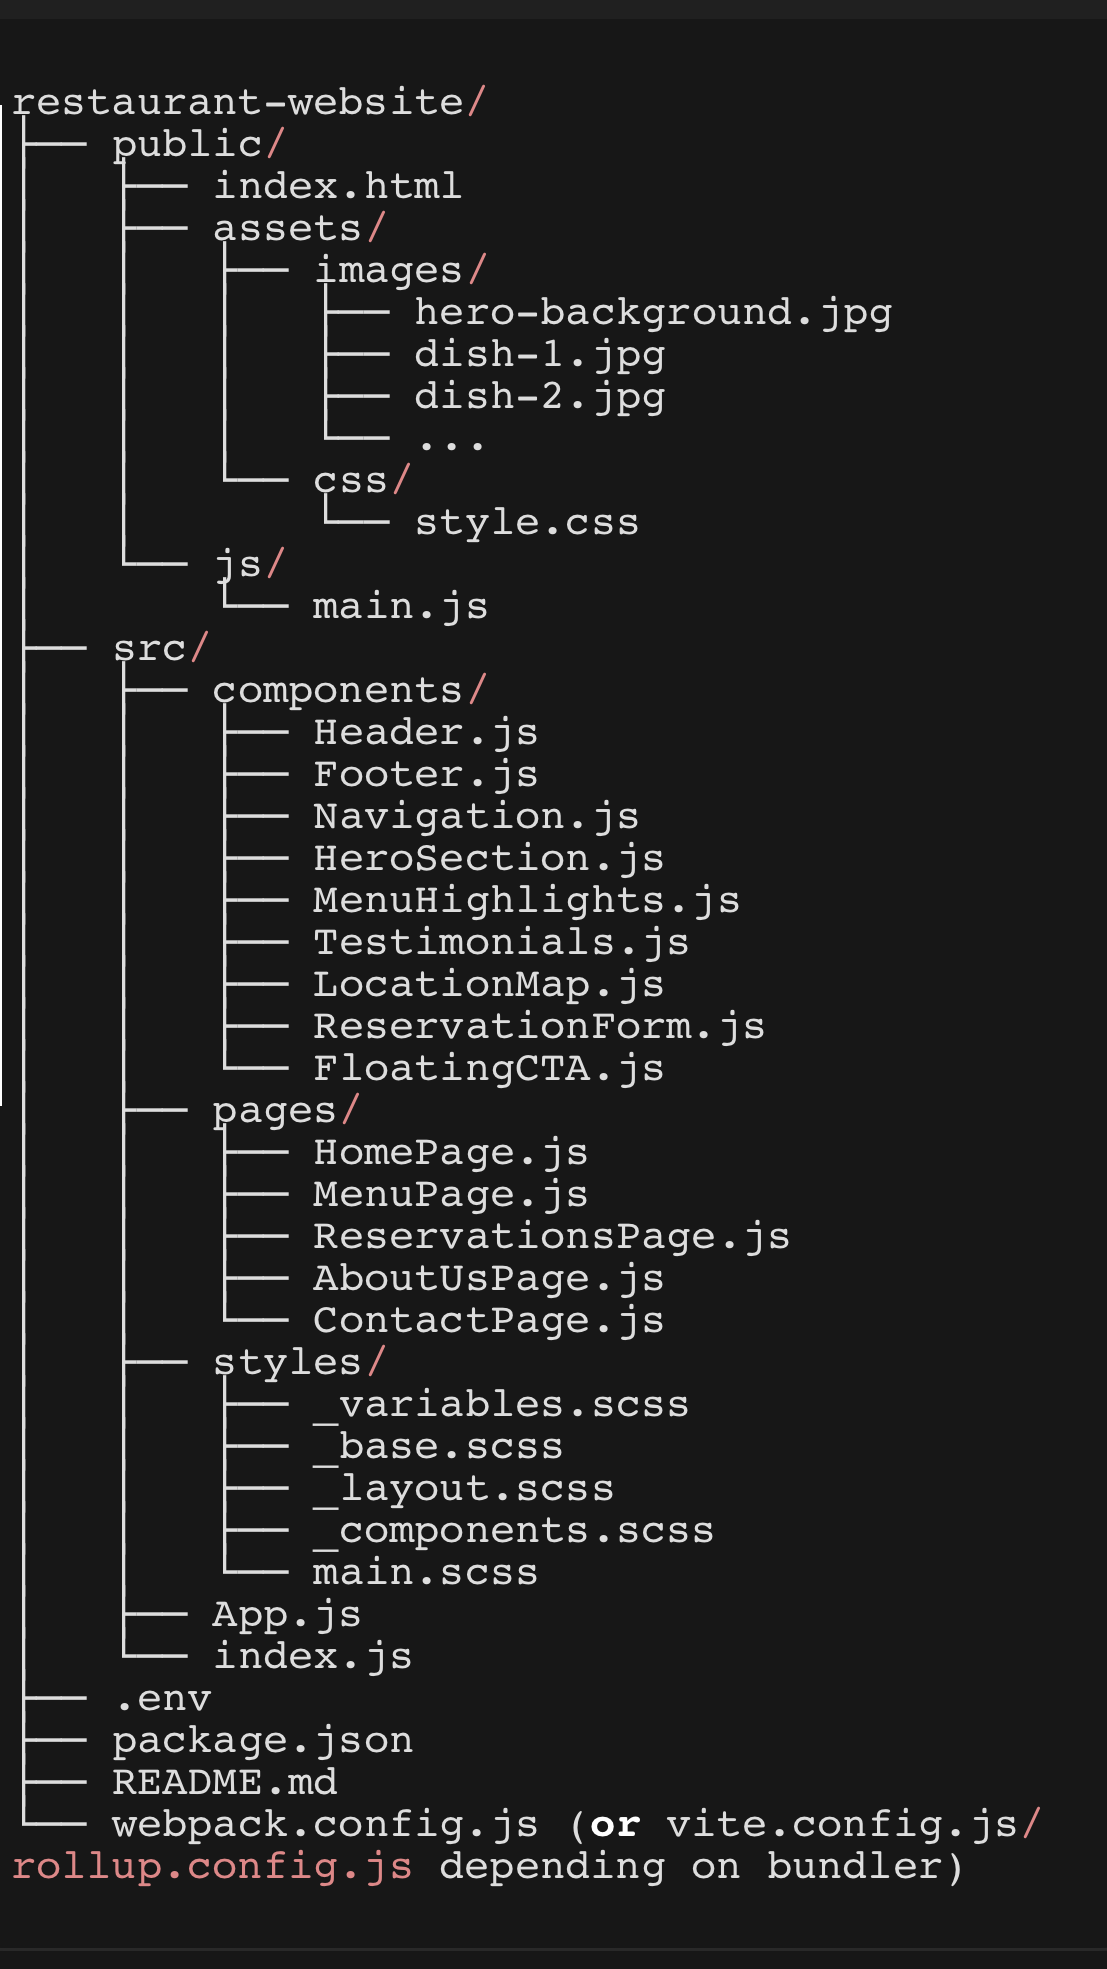 restaurant-website/
├── public/
│   ├── index.html
│   ├── assets/
│   │   ├── images/
│   │   │   ├── hero-background.jpg
│   │   │   ├── dish-1.jpg
│   │   │   ├── dish-2.jpg
│   │   │   └── ...
│   │   └── css/
│   │       └── style.css
│   └── js/
│       └── main.js
├── src/
│   ├── components/
│   │   ├── Header.js
│   │   ├── Footer.js
│   │   ├── Navigation.js
│   │   ├── HeroSection.js
│   │   ├── MenuHighlights.js
│   │   ├── Testimonials.js
│   │   ├── LocationMap.js
│   │   ├── ReservationForm.js
│   │   └── FloatingCTA.js
│   ├── pages/
│   │   ├── HomePage.js
│   │   ├── MenuPage.js
│   │   ├── ReservationsPage.js
│   │   ├── AboutUsPage.js
│   │   └── ContactPage.js
│   ├── styles/
│   │   ├── _variables.scss
│   │   ├── _base.scss
│   │   ├── _layout.scss
│   │   ├── _components.scss
│   │   └── main.scss
│   ├── App.js
│   └── index.js
├── .env
├── package.json
├── README.md
└── webpack.config.js (or vite.config.js/
rollup.config.js depending on bundler)